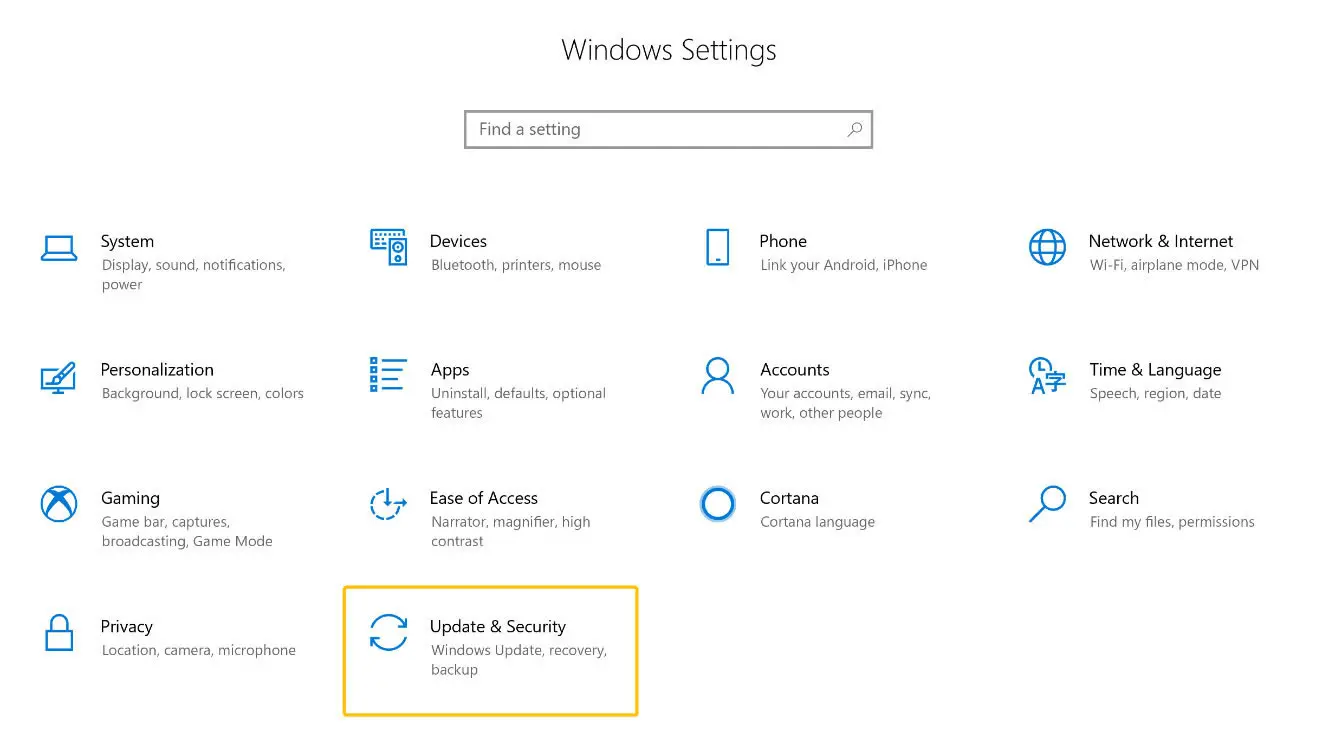 Windows Settings
Find a setting
System
Display, sound, notifications,
power
Devices
Bluetooth, printers, mouse
Phone
Link your Android, iPhone
Network & Internet
Wi-Fi, airplane mode, VPN
Personalization
Background, lock screen, colors
Apps
Uninstall, defaults, optional
features
Accounts
Your accounts, email, sync,
work, other people
Time & Language
Speech, region, date
Gaming
Game bar, captures,
broadcasting, Game Mode
Ease of Access
Narrator, magnifier, high
contrast
Cortana
Cortana language
Search
Find my files, permissions
Privacy
Location, camera, microphone
Update & Security
Windows Update, recovery,
backup